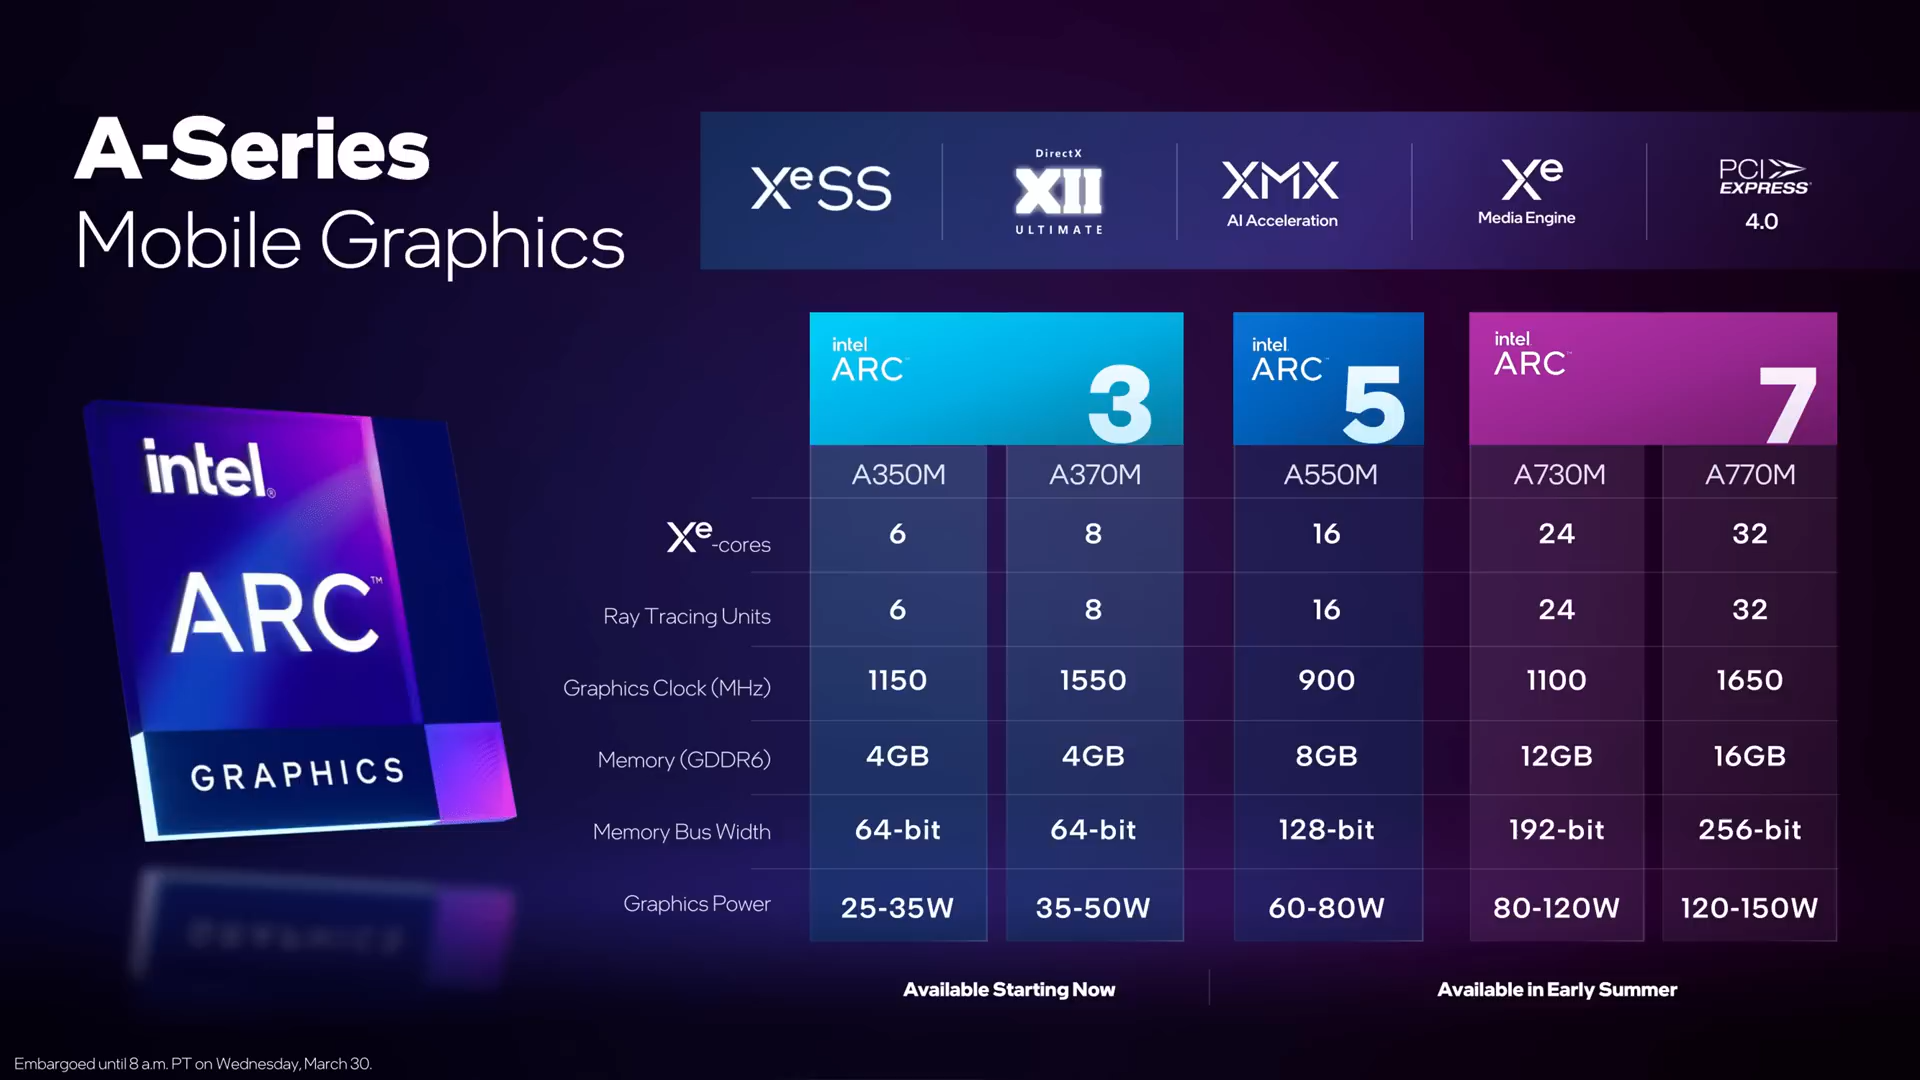 A-Series
Mobile Graphics
XeSS
DirectX
XII
ULTIMATE
XMX
AI Acceleration
Xe
Media Engine
PCI
EXPRESS®
4.0
intel ARC™ 3
intel ARC™ 5
intel ARC™ 7
intel®
ARC™
GRAPHICS
A350M A370M A550M A730M A770M
Xe-cores 6 8 16 24 32
Ray Tracing Units 6 8 16 24 32
Graphics Clock (MHz) 1150 1550 900 1100 1650
Memory (GDDR6) 4GB 4GB 8GB 12GB 16GB
Memory Bus Width 64-bit 64-bit 128-bit 192-bit 256-bit
Graphics Power 25-35W 35-50W 60-80W 80-120W 120-150W
Available Starting Now
Available in Early Summer
Embargoed until 8 a.m. PT on Wednesday, March 30.